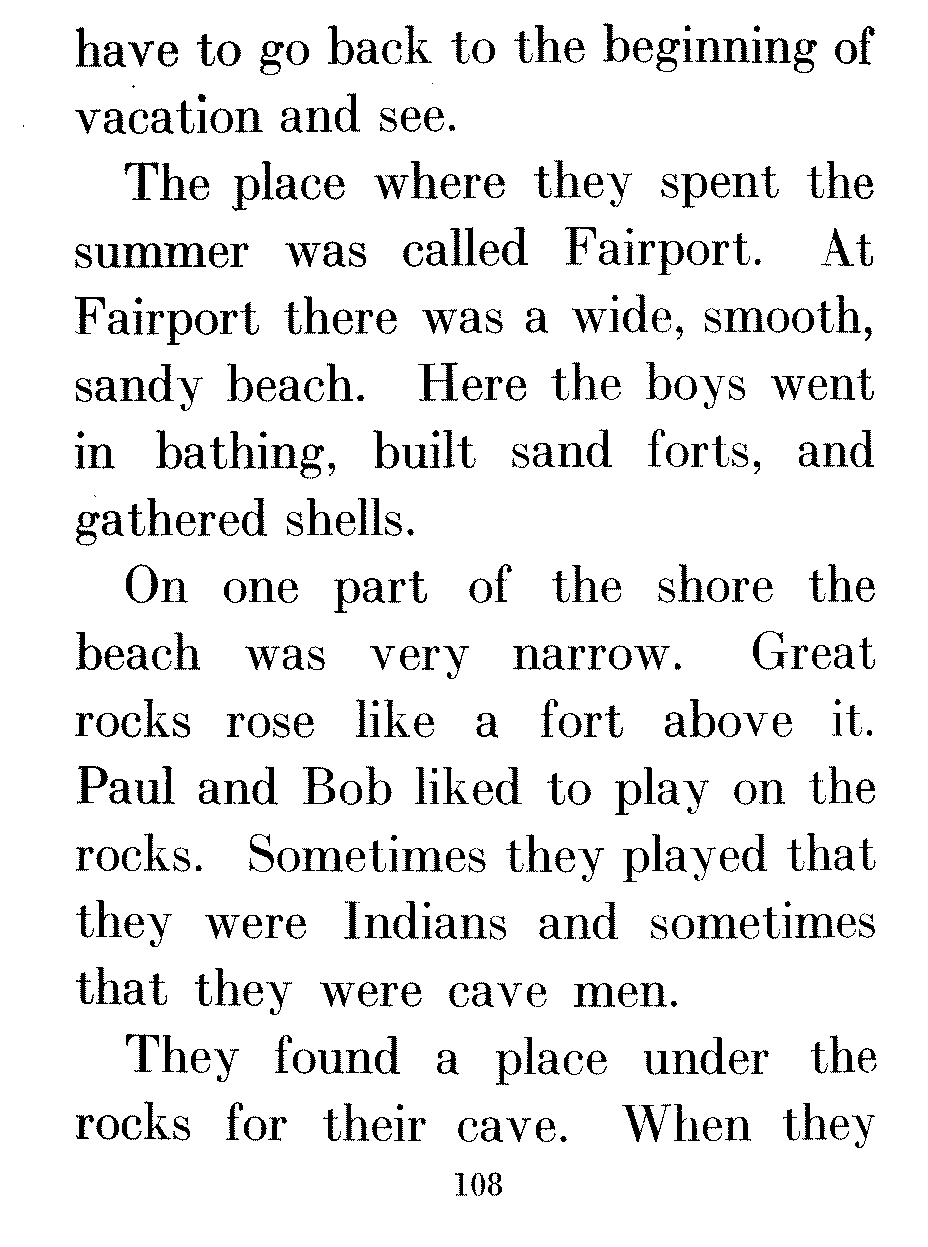 have to go back to the beginning of
vacation and see.
The place where they spent the
summer was called Fairport. At
Fairport there was a wide, smooth,
sandy beach. Here the boys went
in bathing, built sand forts, and
gathered shells.
On one part of the shore the
beach was very narrow. Great
rocks rose like a fort above it.
Paul and Bob liked to play on the
rocks. Sometimes they played that
they were Indians and sometimes
that they were cave men.
They found a place under the
rocks for their cave. When they
108